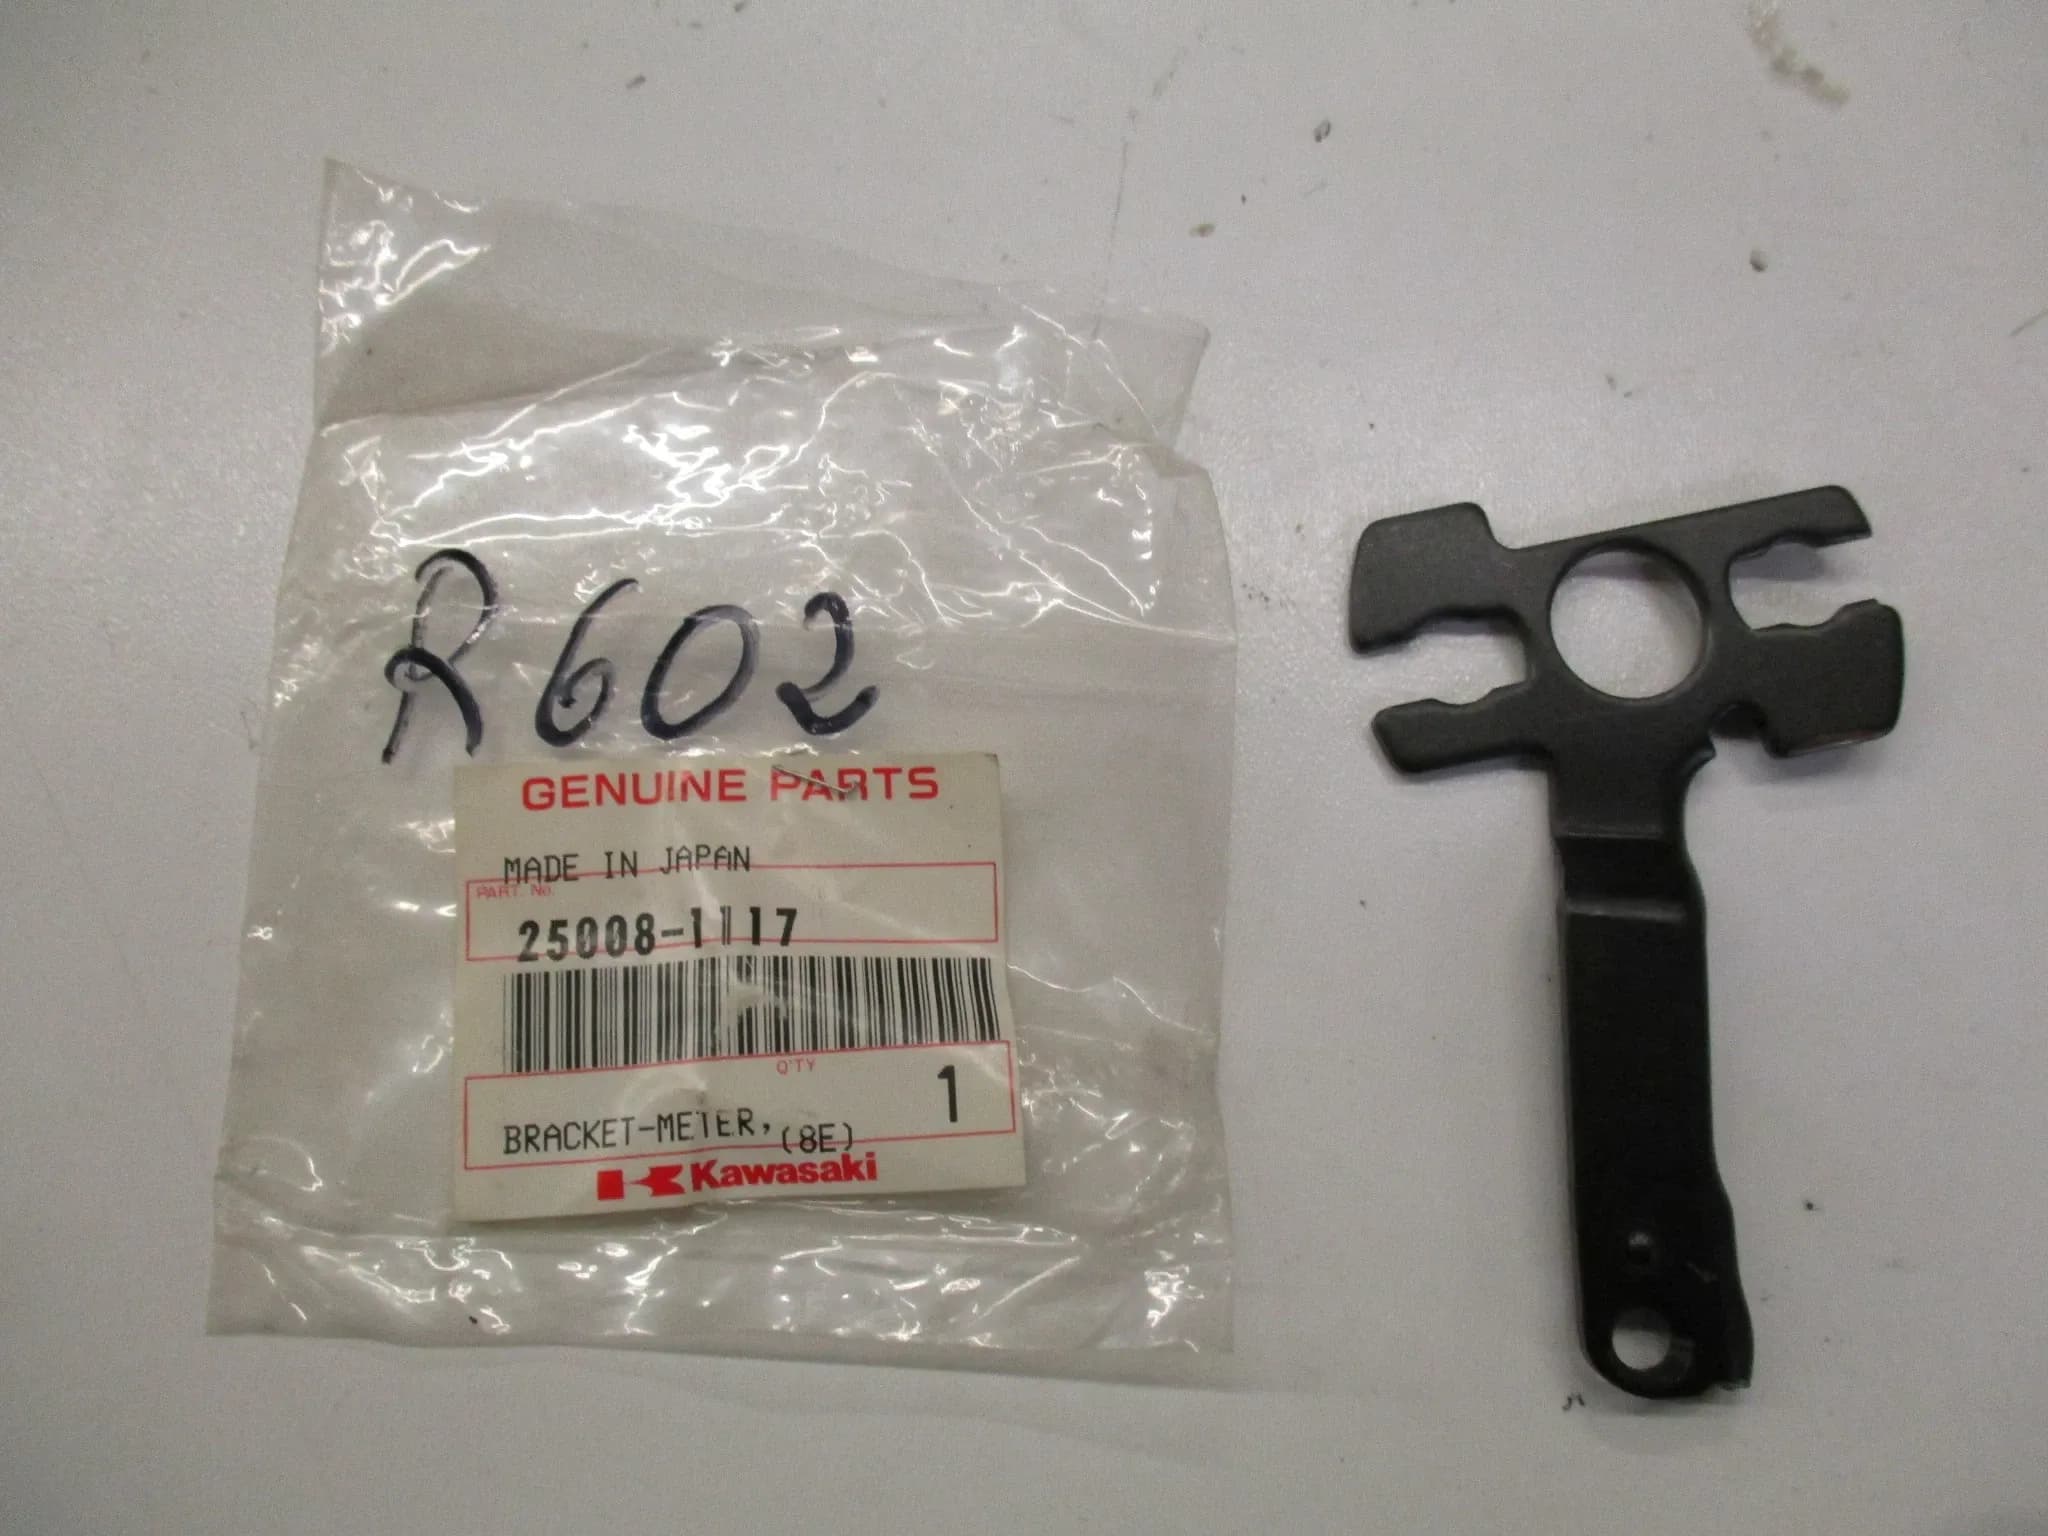 R602
GENUINE PARTS
MADE IN JAPAN
PART. No.
25008-1117
Q'TY
1
BRACKET-METER, (8E)
Kawasaki